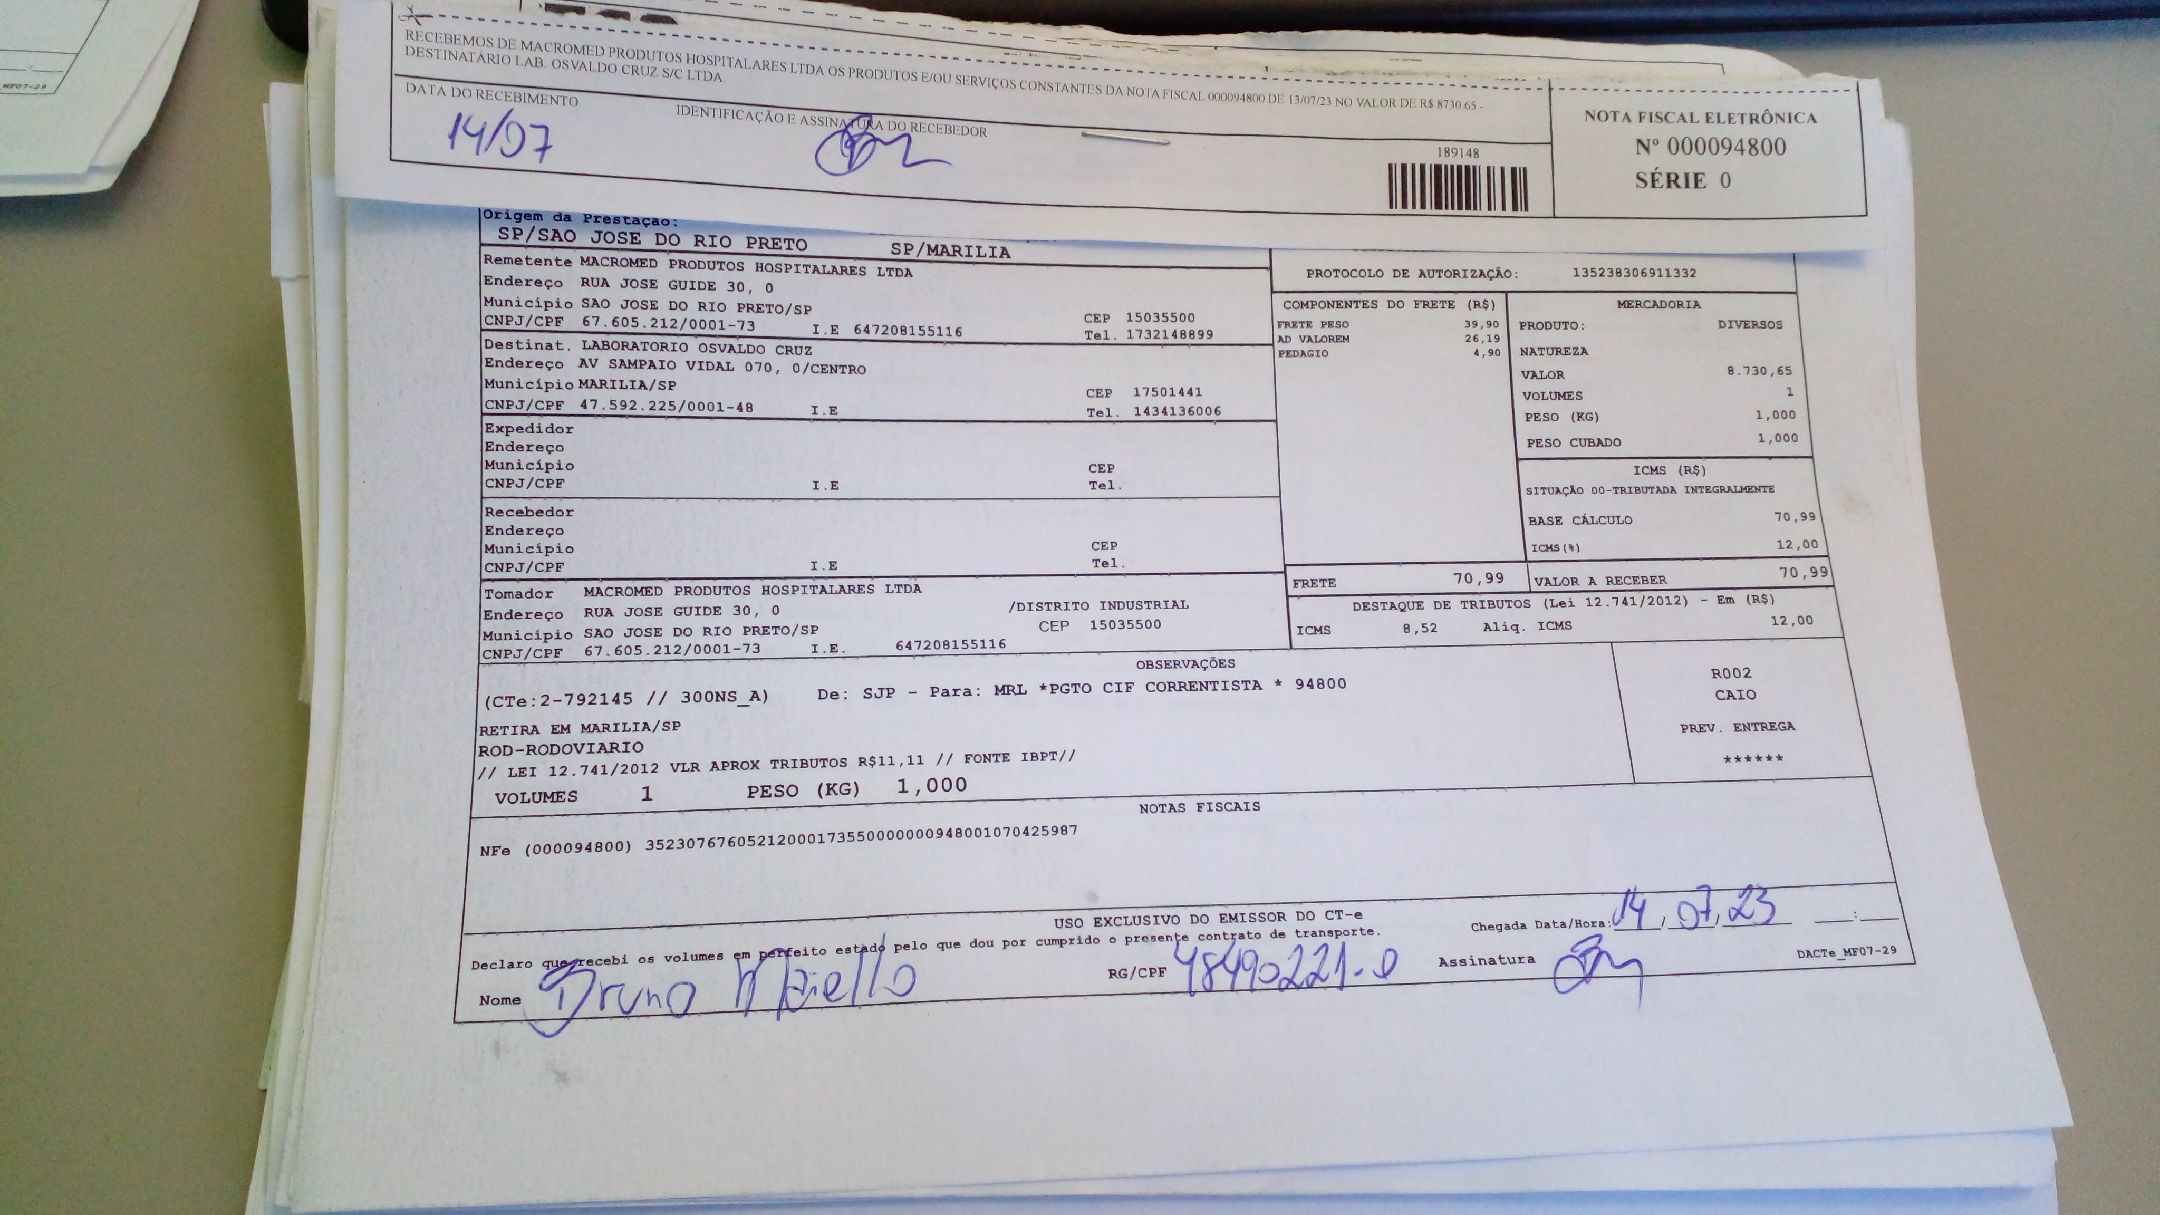 RECEBEMOS DE MACROMED PRODUTOS HOSPITALARES LTDA OS PRODUTOS E/OU SERVIÇOS CONSTANTES DA NOTA FISCAL 000094800 DE 13/07/23 NO VALOR DE R$ 8730.65 -
DESTINATÁRIO LAB. OSVALDO CRUZ S/C LTDA
DATA DO RECEBIMENTO
14/07
IDENTIFICAÇÃO E ASSINATURA DO RECEBEDOR
189148
NOTA FISCAL ELETRÔNICA
Nº 000094800
SÉRIE 0
Origem da Prestação:
SP/SAO JOSE DO RIO PRETO SP/MARILIA
Remetente MACROMED PRODUTOS HOSPITALARES LTDA
Endereço RUA JOSE GUIDE 30, 0
Município SAO JOSE DO RIO PRETO/SP CEP 15035500
CNPJ/CPF 67.605.212/0001-73 I.E 647208155116 Tel. 1732148899
Destinat. LABORATORIO OSVALDO CRUZ
Endereço AV SAMPAIO VIDAL 070, 0/CENTRO
Município MARILIA/SP CEP 17501441
CNPJ/CPF 47.592.225/0001-48 I.E Tel. 1434136006
Expedidor
Endereço
Município CEP
CNPJ/CPF I.E Tel.
Recebedor
Endereço
Município CEP
CNPJ/CPF I.E Tel.
Tomador MACROMED PRODUTOS HOSPITALARES LTDA
Endereço RUA JOSE GUIDE 30, 0 /DISTRITO INDUSTRIAL
Município SAO JOSE DO RIO PRETO/SP CEP 15035500
CNPJ/CPF 67.605.212/0001-73 I.E. 647208155116
PROTOCOLO DE AUTORIZAÇÃO: 135238306911332
COMPONENTES DO FRETE (R$)
FRETE PESO 39,90
AD VALOREM 26,19
PEDAGIO 4,90
MERCADORIA
PRODUTO: DIVERSOS
NATUREZA
VALOR 8.730,65
VOLUMES 1
PESO (KG) 1,000
PESO CUBADO 1,000
ICMS (R$)
SITUAÇÃO 00-TRIBUTADA INTEGRALMENTE
BASE CÁLCULO 70,99
ICMS(%) 12,00
FRETE 70,99 VALOR A RECEBER 70,99
DESTAQUE DE TRIBUTOS (Lei 12.741/2012) - Em (R$)
ICMS 8,52 Aliq. ICMS 12,00
OBSERVAÇÕES
(CTe:2-792145 // 300NS_A) De: SJP - Para: MRL *PGTO CIF CORRENTISTA * 94800
RETIRA EM MARILIA/SP
ROD-RODOVIARIO
// LEI 12.741/2012 VLR APROX TRIBUTOS R$11,11 // FONTE IBPT//
VOLUMES 1 PESO (KG) 1,000
R002
CAIO
PREV. ENTREGA
******
NOTAS FISCAIS
NFe (000094800) 35230767605212000173550000000948001070425987
USO EXCLUSIVO DO EMISSOR DO CT-e
Chegada Data/Hora: 14/07/23 __:__
Declaro que recebi os volumes em perfeito estado pelo que dou por cumprido o presente contrato de transporte.
Nome Bruno Maiello RG/CPF 48490221-0 Assinatura
DACTe_MF07-29
MF07-29